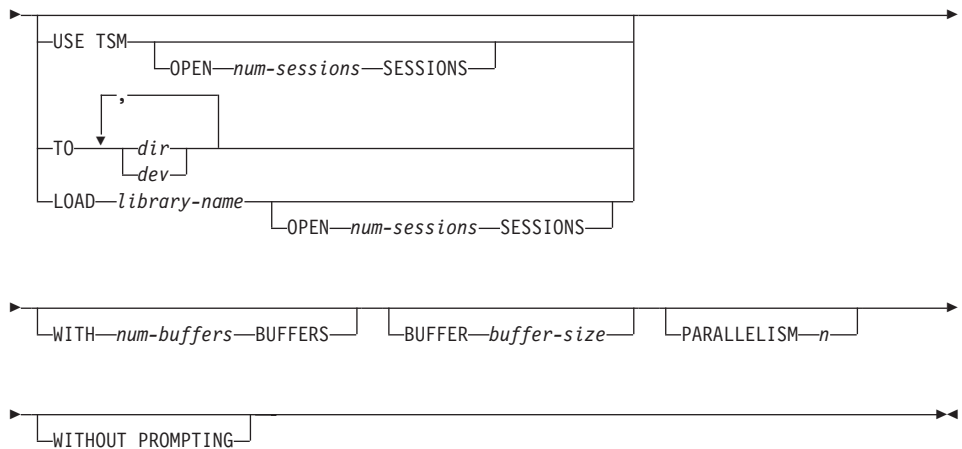 USE TSM
OPEN num-sessions SESSIONS
,
TO dir
dev
LOAD library-name
OPEN num-sessions SESSIONS
WITH num-buffers BUFFERS BUFFER buffer-size PARALLELISM n
WITHOUT PROMPTING